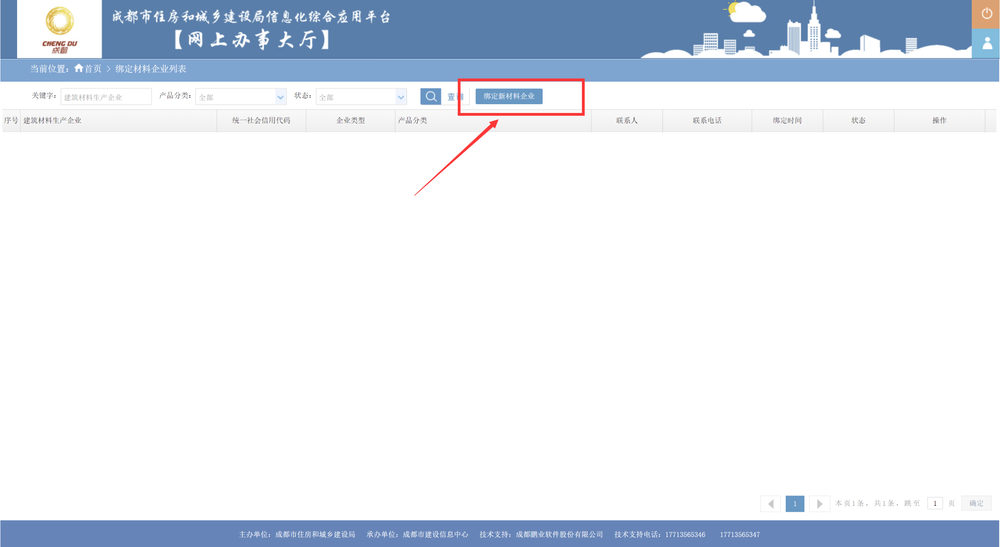 成都市住房和城乡建设局信息化综合应用平台
【网上办事大厅】
CHENG DU
成都
当前位置：首页 > 绑定材料企业列表
关键字：建筑材料生产企业 产品分类：全部 状态：全部 查询 绑定新材料企业
序号 建筑材料生产企业 统一社会信用代码 企业类型 产品分类 联系人 联系电话 绑定时间 状态 操作
1 本页1条，共1条，跳至 1 页 确定
主办单位：成都市住房和城乡建设局 承办单位：成都市建设信息中心 技术支持：成都鹏业软件股份有限公司 技术支持电话：17713565346 17713565347